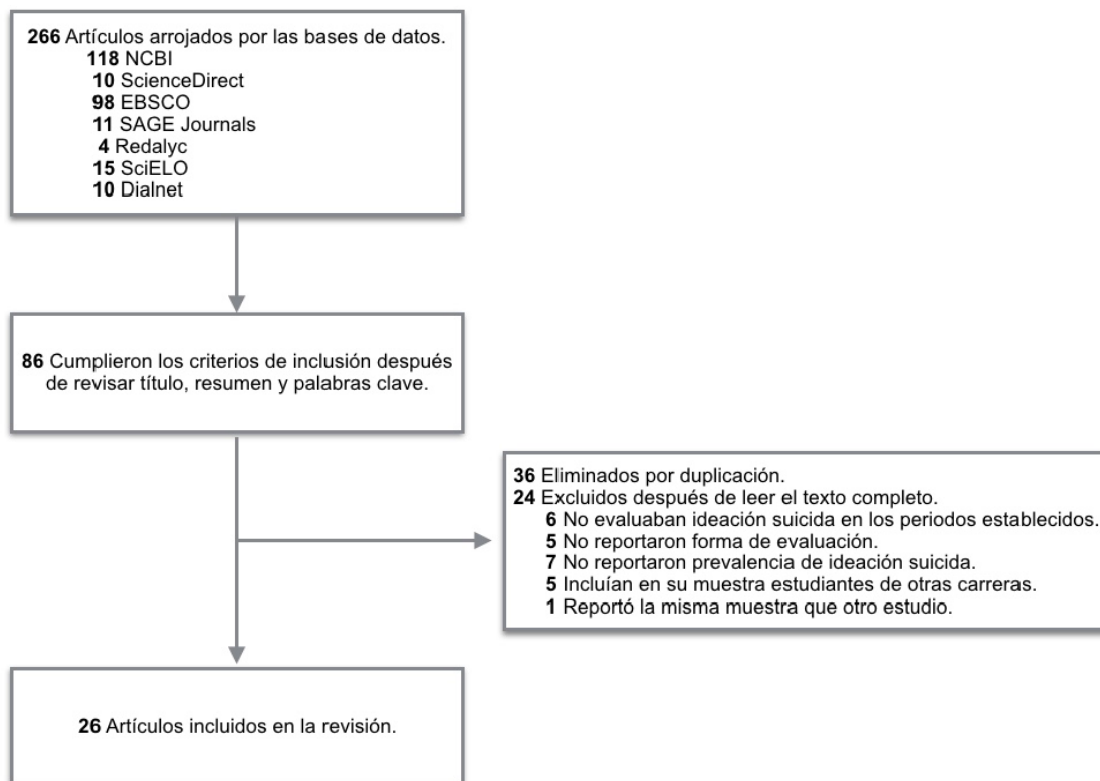 266 Artículos arrojados por las bases de datos.
118 NCBI
10 ScienceDirect
98 EBSCO
11 SAGE Journals
4 Redalyc
15 SciELO
10 Dialnet
86 Cumplieron los criterios de inclusión después
de revisar título, resumen y palabras clave.
36 Eliminados por duplicación.
24 Excluidos después de leer el texto completo.
6 No evaluaban ideación suicida en los periodos establecidos.
5 No reportaron forma de evaluación.
7 No reportaron prevalencia de ideación suicida.
5 Incluían en su muestra estudiantes de otras carreras.
1 Reportó la misma muestra que otro estudio.
26 Artículos incluidos en la revisión.